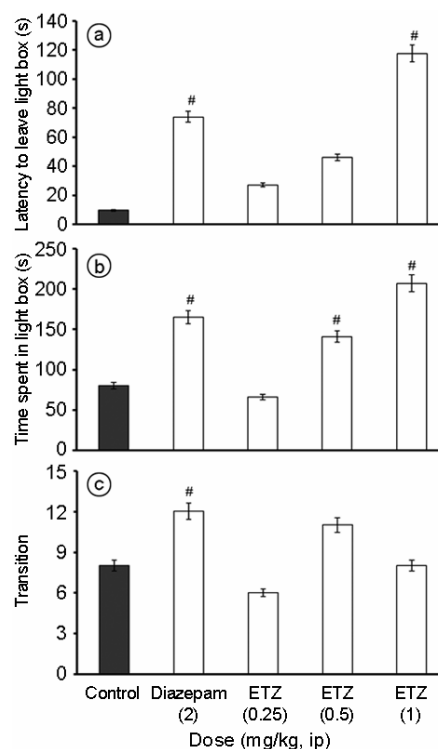 a
Latency to leave light box (s)
140
120
100
80
60
40
20
0
#
#
b
Time spent in light box (s)
250
200
150
100
50
0
#
#
#
c
Transition
15
12
9
6
3
0
#
Control Diazepam ETZ ETZ ETZ
(2) (0.25) (0.5) (1)
Dose (mg/kg, ip)